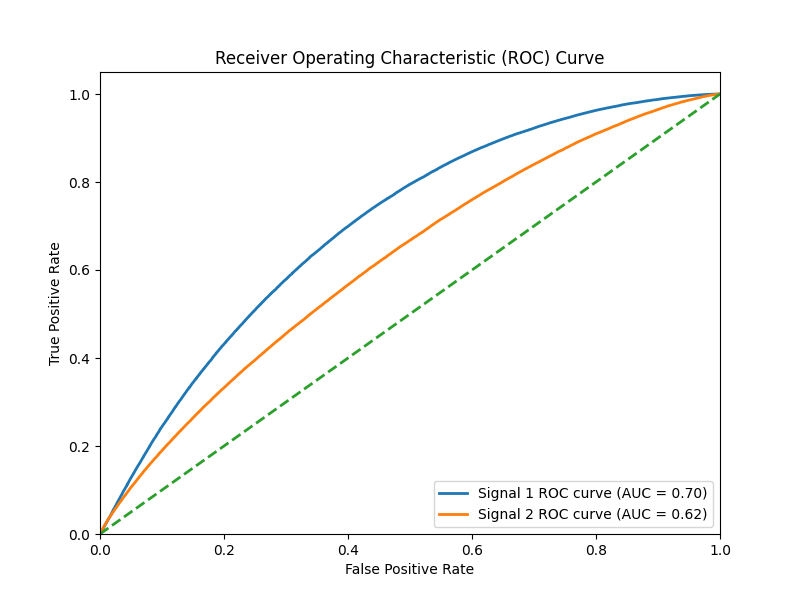 Receiver Operating Characteristic (ROC) Curve
True Positive Rate
1.0
0.8
0.6
0.4
0.2
0.0
Signal 1 ROC curve (AUC = 0.70)
Signal 2 ROC curve (AUC = 0.62)
0.0 0.2 0.4 0.6 0.8 1.0
False Positive Rate